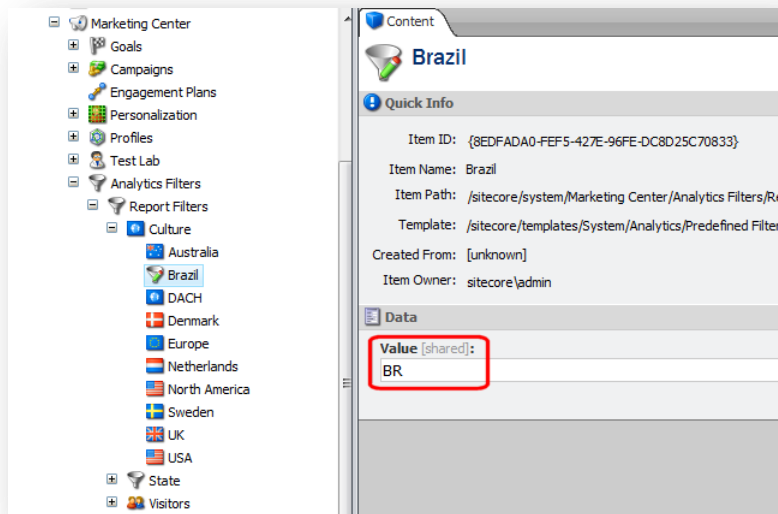 Marketing Center
Goals
Campaigns
Engagement Plans
Personalization
Profiles
Test Lab
Analytics Filters
Report Filters
Culture
Australia
Brazil
DACH
Denmark
Europe
Netherlands
North America
Sweden
UK
USA
State
Visitors
Content
Brazil
Quick Info
Item ID: {8EDFADA0-FEF5-427E-96FE-DC8D25C70833}
Item Name: Brazil
Item Path: /sitecore/system/Marketing Center/Analytics Filters/Re
Template: /sitecore/templates/System/Analytics/Predefined Filter
Created From: [unknown]
Item Owner: sitecore\admin
Data
Value [shared]:
BR